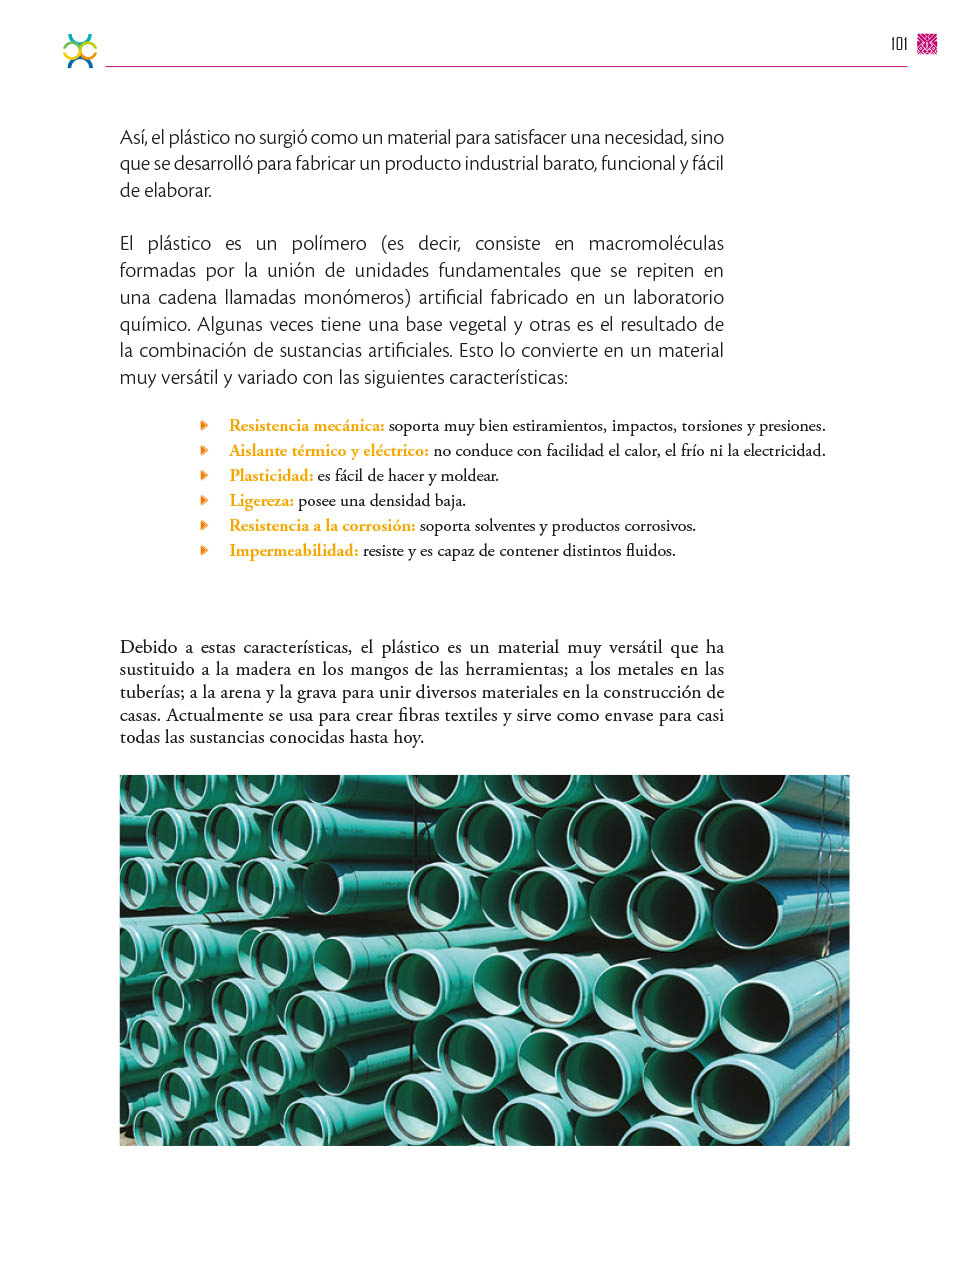 101
Así, el plástico no surgió como un material para satisfacer una necesidad, sino
que se desarrolló para fabricar un producto industrial barato, funcional y fácil
de elaborar.
El plástico es un polímero (es decir, consiste en macromoléculas
formadas por la unión de unidades fundamentales que se repiten en
una cadena llamadas monómeros) artificial fabricado en un laboratorio
químico. Algunas veces tiene una base vegetal y otras es el resultado de
la combinación de sustancias artificiales. Esto lo convierte en un material
muy versátil y variado con las siguientes características:
Resistencia mecánica: soporta muy bien estiramientos, impactos, torsiones y presiones.
Aislante térmico y eléctrico: no conduce con facilidad el calor, el frío ni la electricidad.
Plasticidad: es fácil de hacer y moldear.
Ligereza: posee una densidad baja.
Resistencia a la corrosión: soporta solventes y productos corrosivos.
Impermeabilidad: resiste y es capaz de contener distintos fluidos.
Debido a estas características, el plástico es un material muy versátil que ha
sustituido a la madera en los mangos de las herramientas; a los metales en las
tuberías; a la arena y la grava para unir diversos materiales en la construcción de
casas. Actualmente se usa para crear fibras textiles y sirve como envase para casi
todas las sustancias conocidas hasta hoy.